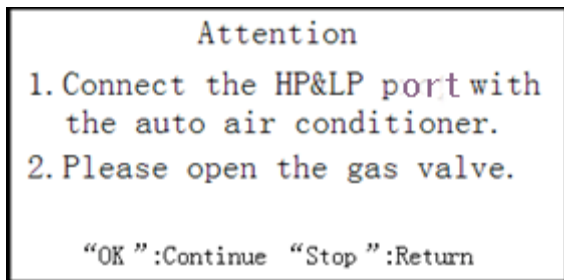 Attention
1. Connect the HP&LP port with
the auto air conditioner.
2. Please open the gas valve.
“OK ”:Continue “Stop ”:Return